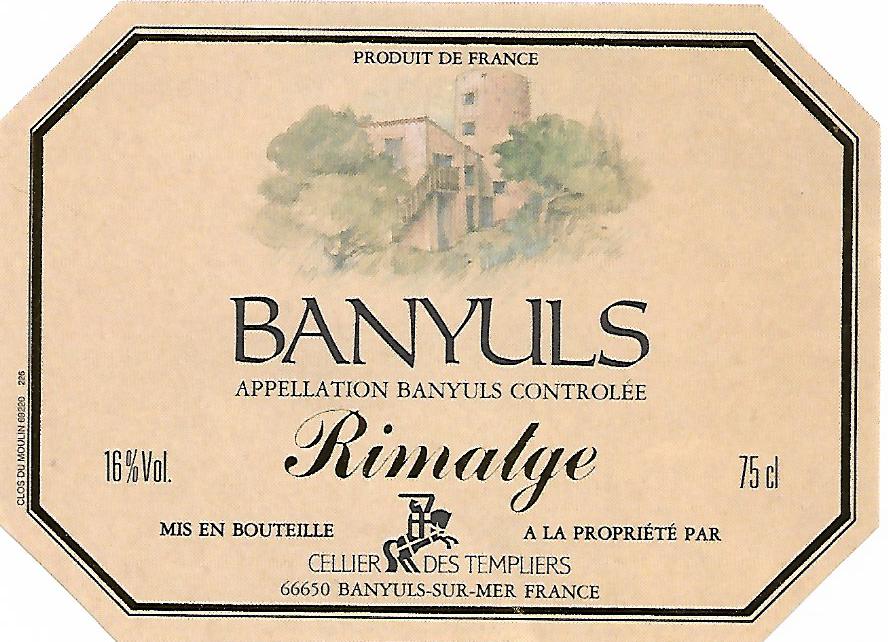 PRODUIT DE FRANCE
BANYULS
APPELLATION BANYULS CONTROLÉE
Rimatge
16%Vol.
75 cl
MIS EN BOUTEILLE A LA PROPRIÉTÉ PAR
CELLIER DES TEMPLIERS
66650 BANYULS-SUR-MER FRANCE
CLOS DU MOULIN 69220 226